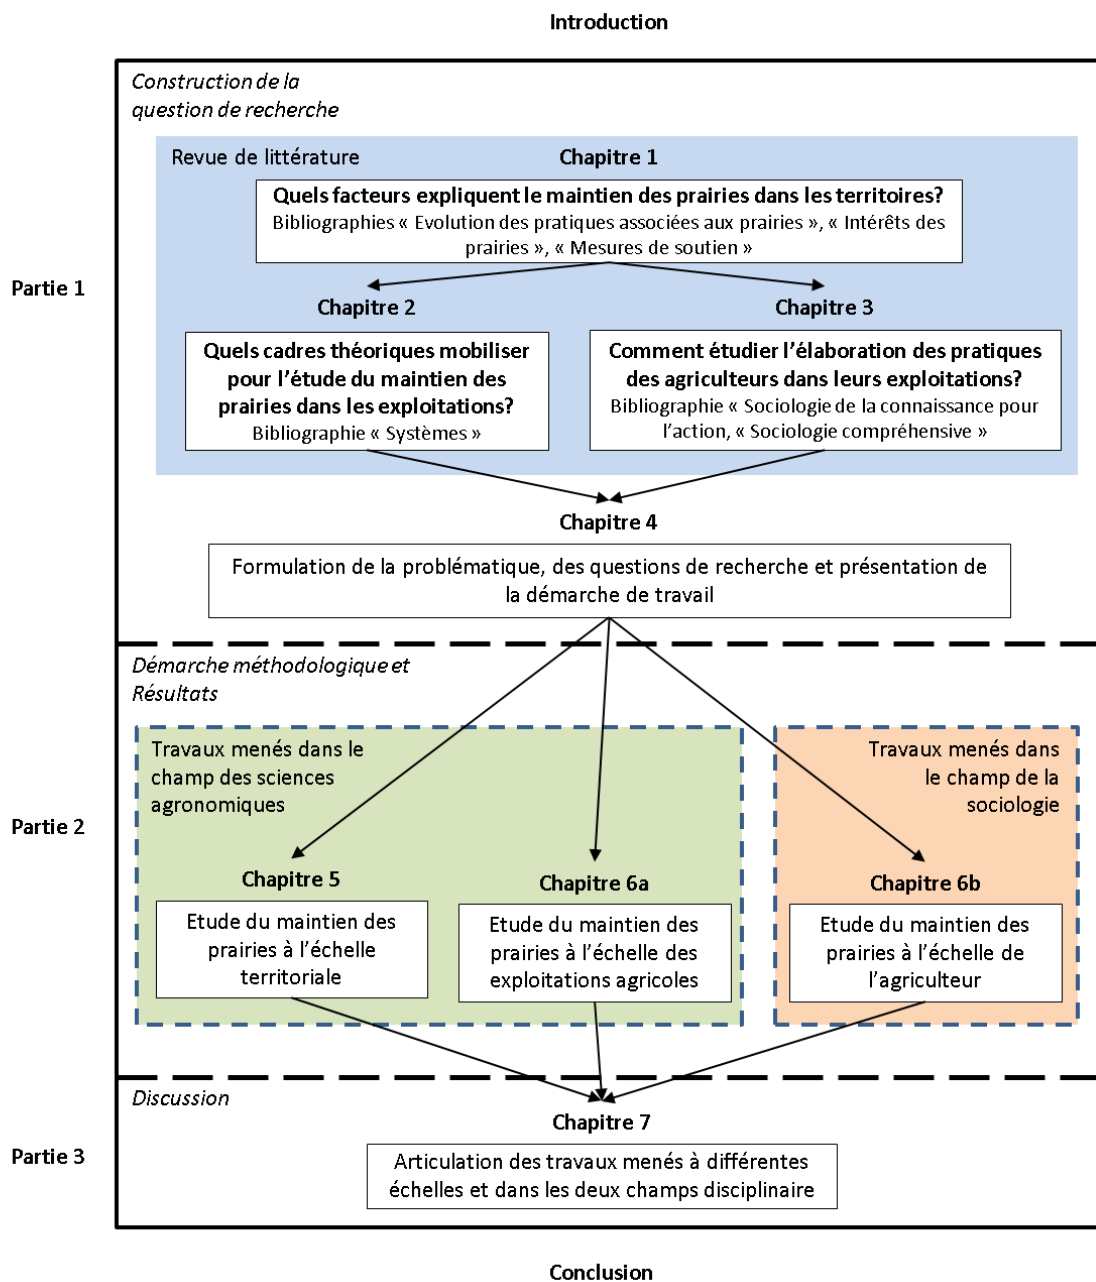 Introduction
Construction de la
question de recherche
Revue de littérature
Chapitre 1
Quels facteurs expliquent le maintien des prairies dans les territoires?
Bibliographies « Evolution des pratiques associées aux prairies », « Intérêts des
prairies », « Mesures de soutien »
Partie 1
Chapitre 2
Quels cadres théoriques mobiliser
pour l’étude du maintien des
prairies dans les exploitations?
Bibliographie « Systèmes »
Chapitre 3
Comment étudier l’élaboration des pratiques
des agriculteurs dans leurs exploitations?
Bibliographie « Sociologie de la connaissance pour
l’action, « Sociologie compréhensive »
Chapitre 4
Formulation de la problématique, des questions de recherche et présentation de
la démarche de travail
Démarche méthodologique et
Résultats
Travaux menés dans le
champ des sciences
agronomiques
Travaux menés dans
le champ de la
sociologie
Partie 2
Chapitre 5
Etude du maintien des
prairies à l’échelle
territoriale
Chapitre 6a
Etude du maintien des
prairies à l’échelle des
exploitations agricoles
Chapitre 6b
Etude du maintien des
prairies à l’échelle de
l’agriculteur
Discussion
Chapitre 7
Partie 3
Articulation des travaux menés à différentes
échelles et dans les deux champs disciplinaire
Conclusion